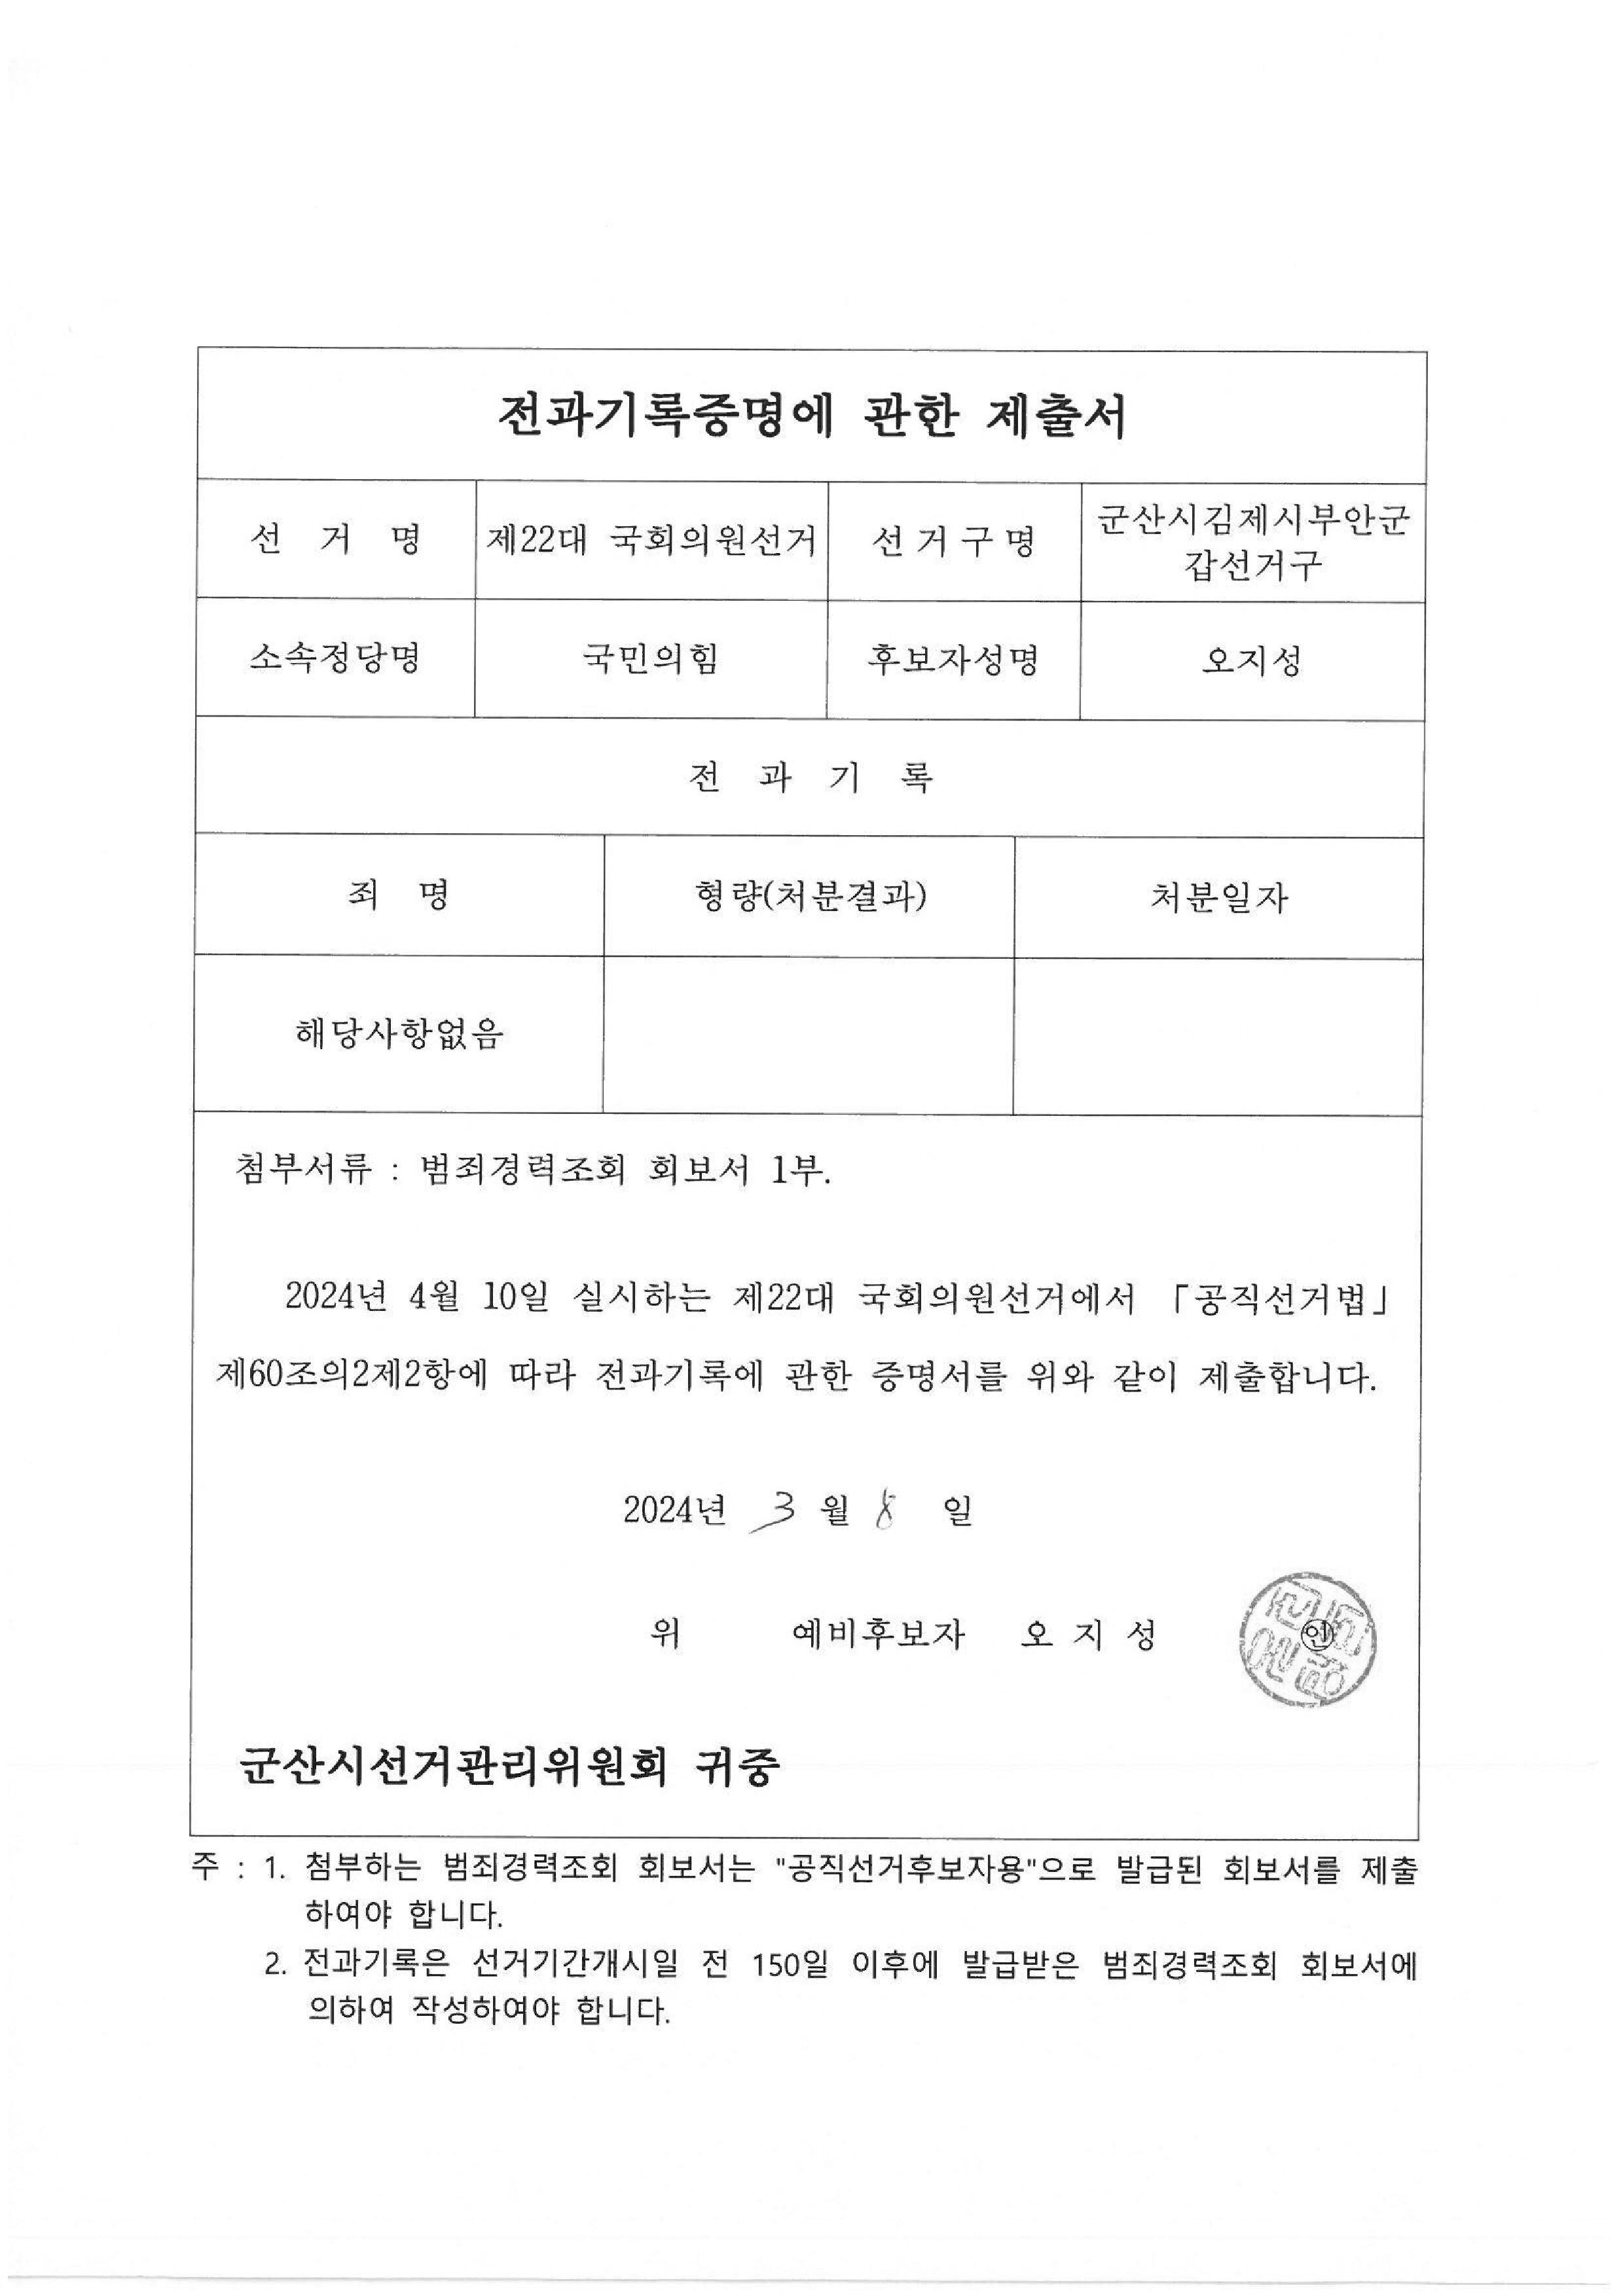 전과기록증명에 관한 제출서
선 거 명 제22대 국회의원선거 선 거 구 명 군산시김제시부안군
갑선거구
소속정당명 국민의힘 후보자성명 오지성
전 과 기 록
죄 명 형량(처분결과) 처분일자
해당사항없음
첨부서류 : 범죄경력조회 회보서 1부.
2024년 4월 10일 실시하는 제22대 국회의원선거에서 「공직선거법」
제60조의2제2항에 따라 전과기록에 관한 증명서를 위와 같이 제출합니다.
2024년 3 월 8 일
위 예비후보자 오 지 성 ㊞
군산시선거관리위원회 귀중
주 : 1. 첨부하는 범죄경력조회 회보서는 "공직선거후보자용"으로 발급된 회보서를 제출
하여야 합니다.
2. 전과기록은 선거기간개시일 전 150일 이후에 발급받은 범죄경력조회 회보서에
의하여 작성하여야 합니다.